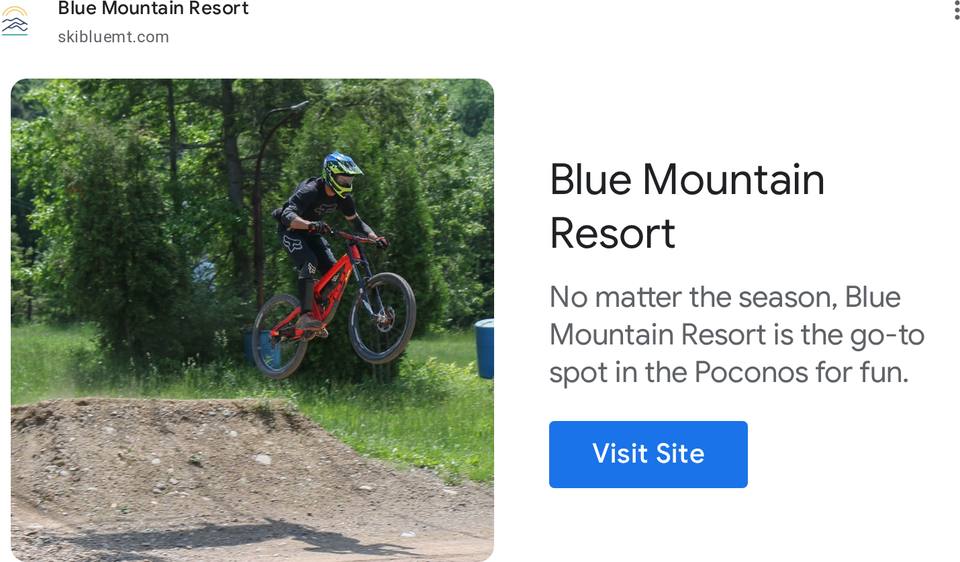 Blue Mountain Resort
skibluemt.com
Blue Mountain
Resort
No matter the season, Blue
Mountain Resort is the go-to
spot in the Poconos for fun.
Visit Site